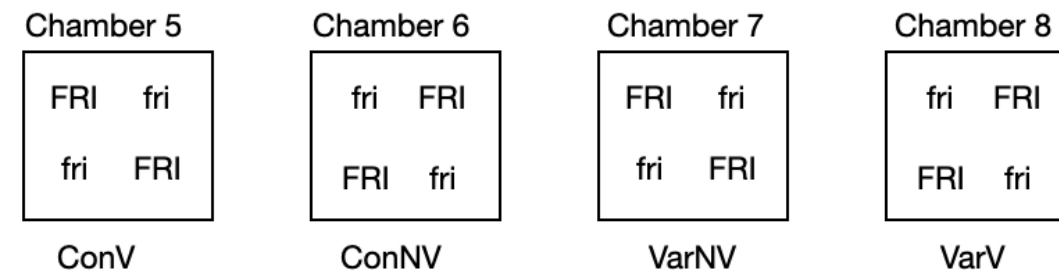 Chamber 5 Chamber 6 Chamber 7 Chamber 8
FRI fri fri FRI FRI fri fri FRI
fri FRI FRI fri fri FRI FRI fri
ConV ConNV VarNV VarV